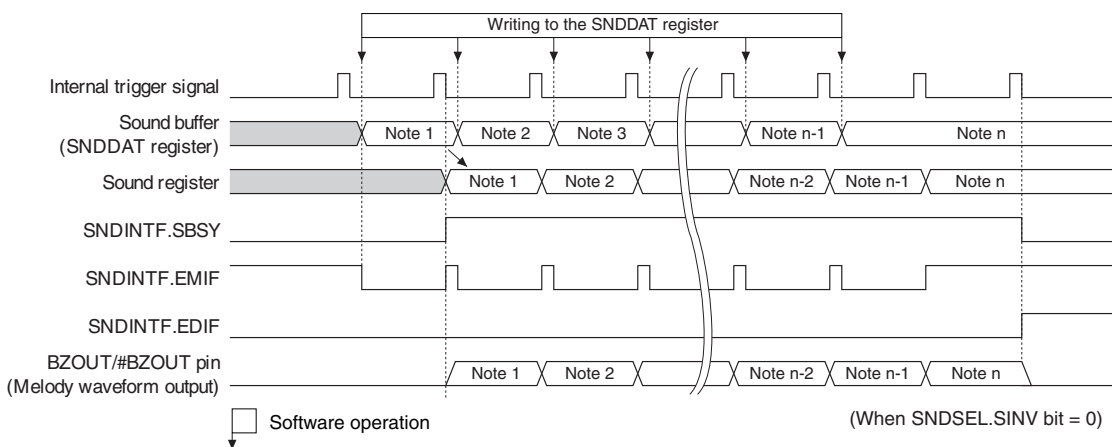 Writing to the SNDDAT register
Internal trigger signal
Sound buffer
(SNDDAT register)
Note 1 Note 2 Note 3 Note n-1 Note n
Sound register
Note 1 Note 2 Note n-2 Note n-1 Note n
SNDINTF.SBSY
SNDINTF.EMIF
SNDINTF.EDIF
BZOUT/#BZOUT pin
(Melody waveform output)
Note 1 Note 2 Note n-2 Note n-1 Note n
Software operation
(When SNDSEL.SINV bit = 0)